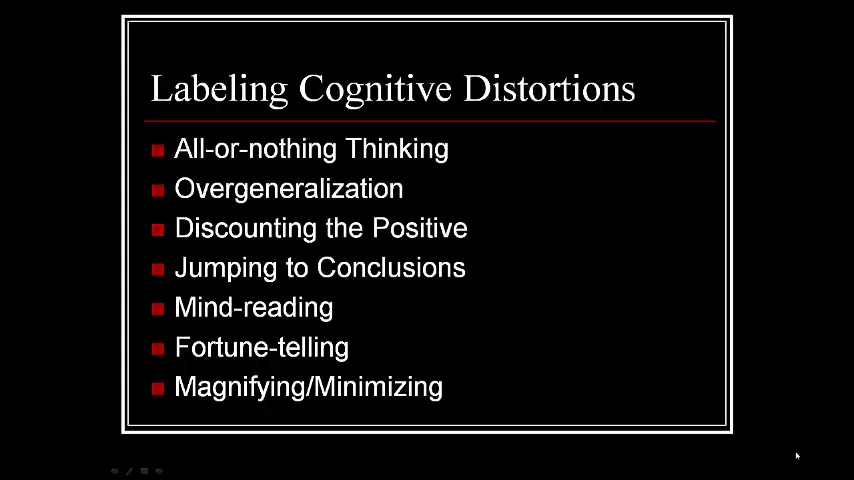 Labeling Cognitive Distortions
All-or-nothing Thinking
Overgeneralization
Discounting the Positive
Jumping to Conclusions
Mind-reading
Fortune-telling
Magnifying/Minimizing